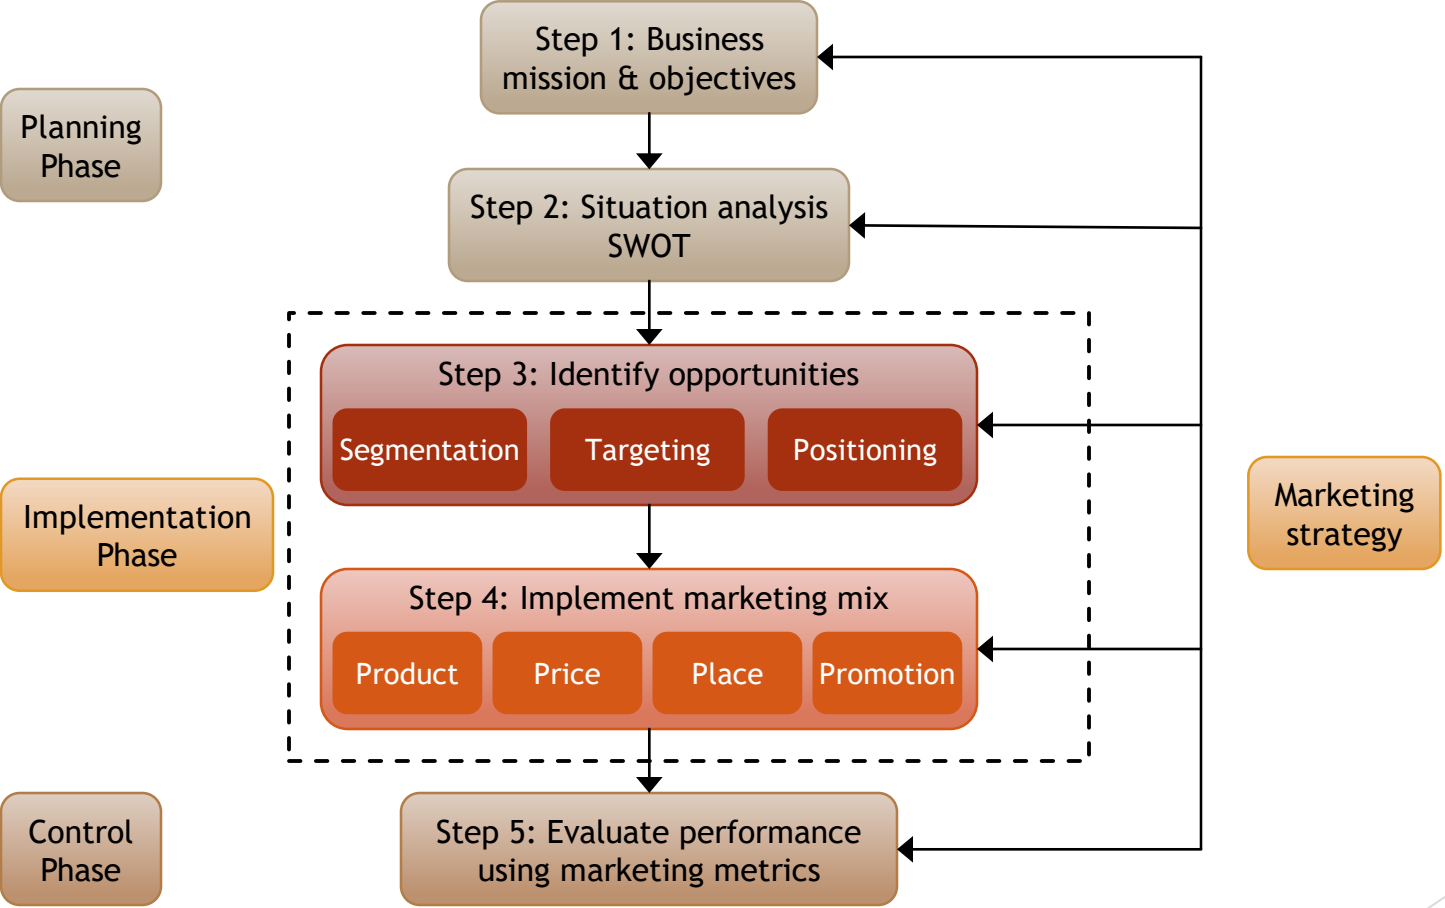 Step 1: Business
mission & objectives
Planning
Phase
Step 2: Situation analysis
SWOT
Step 3: Identify opportunities
Segmentation
Targeting
Positioning
Implementation
Phase
Marketing
strategy
Step 4: Implement marketing mix
Product
Price
Place
Promotion
Control
Phase
Step 5: Evaluate performance
using marketing metrics